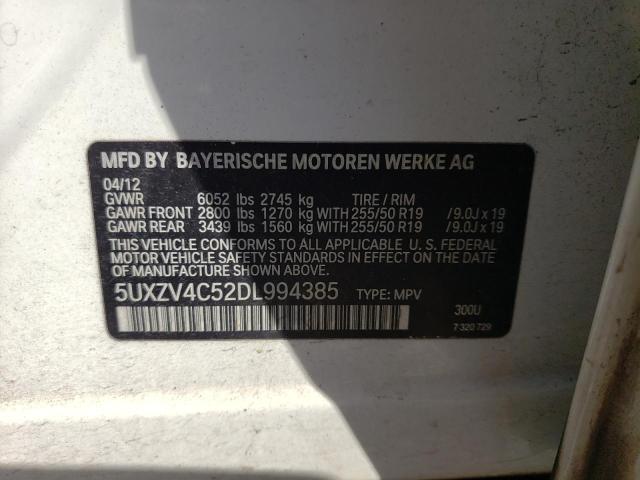 MFD BY BAYERISCHE MOTOREN WERKE AG
04/12
GVWR 6052 lbs 2745 kg TIRE / RIM
GAWR FRONT 2800 lbs 1270 kg WITH 255/50 R19 /9.0J x 19
GAWR REAR 3439 lbs 1560 kg WITH 255/50 R19 /9.0J x 19
THIS VEHICLE CONFORMS TO ALL APPLICABLE U. S. FEDERAL
MOTOR VEHICLE SAFETY STANDARDS IN EFFECT ON THE
DATE OF MANUFACTURE SHOWN ABOVE.
5UXZV4C52DL994385 TYPE: MPV
300U
7 320 729